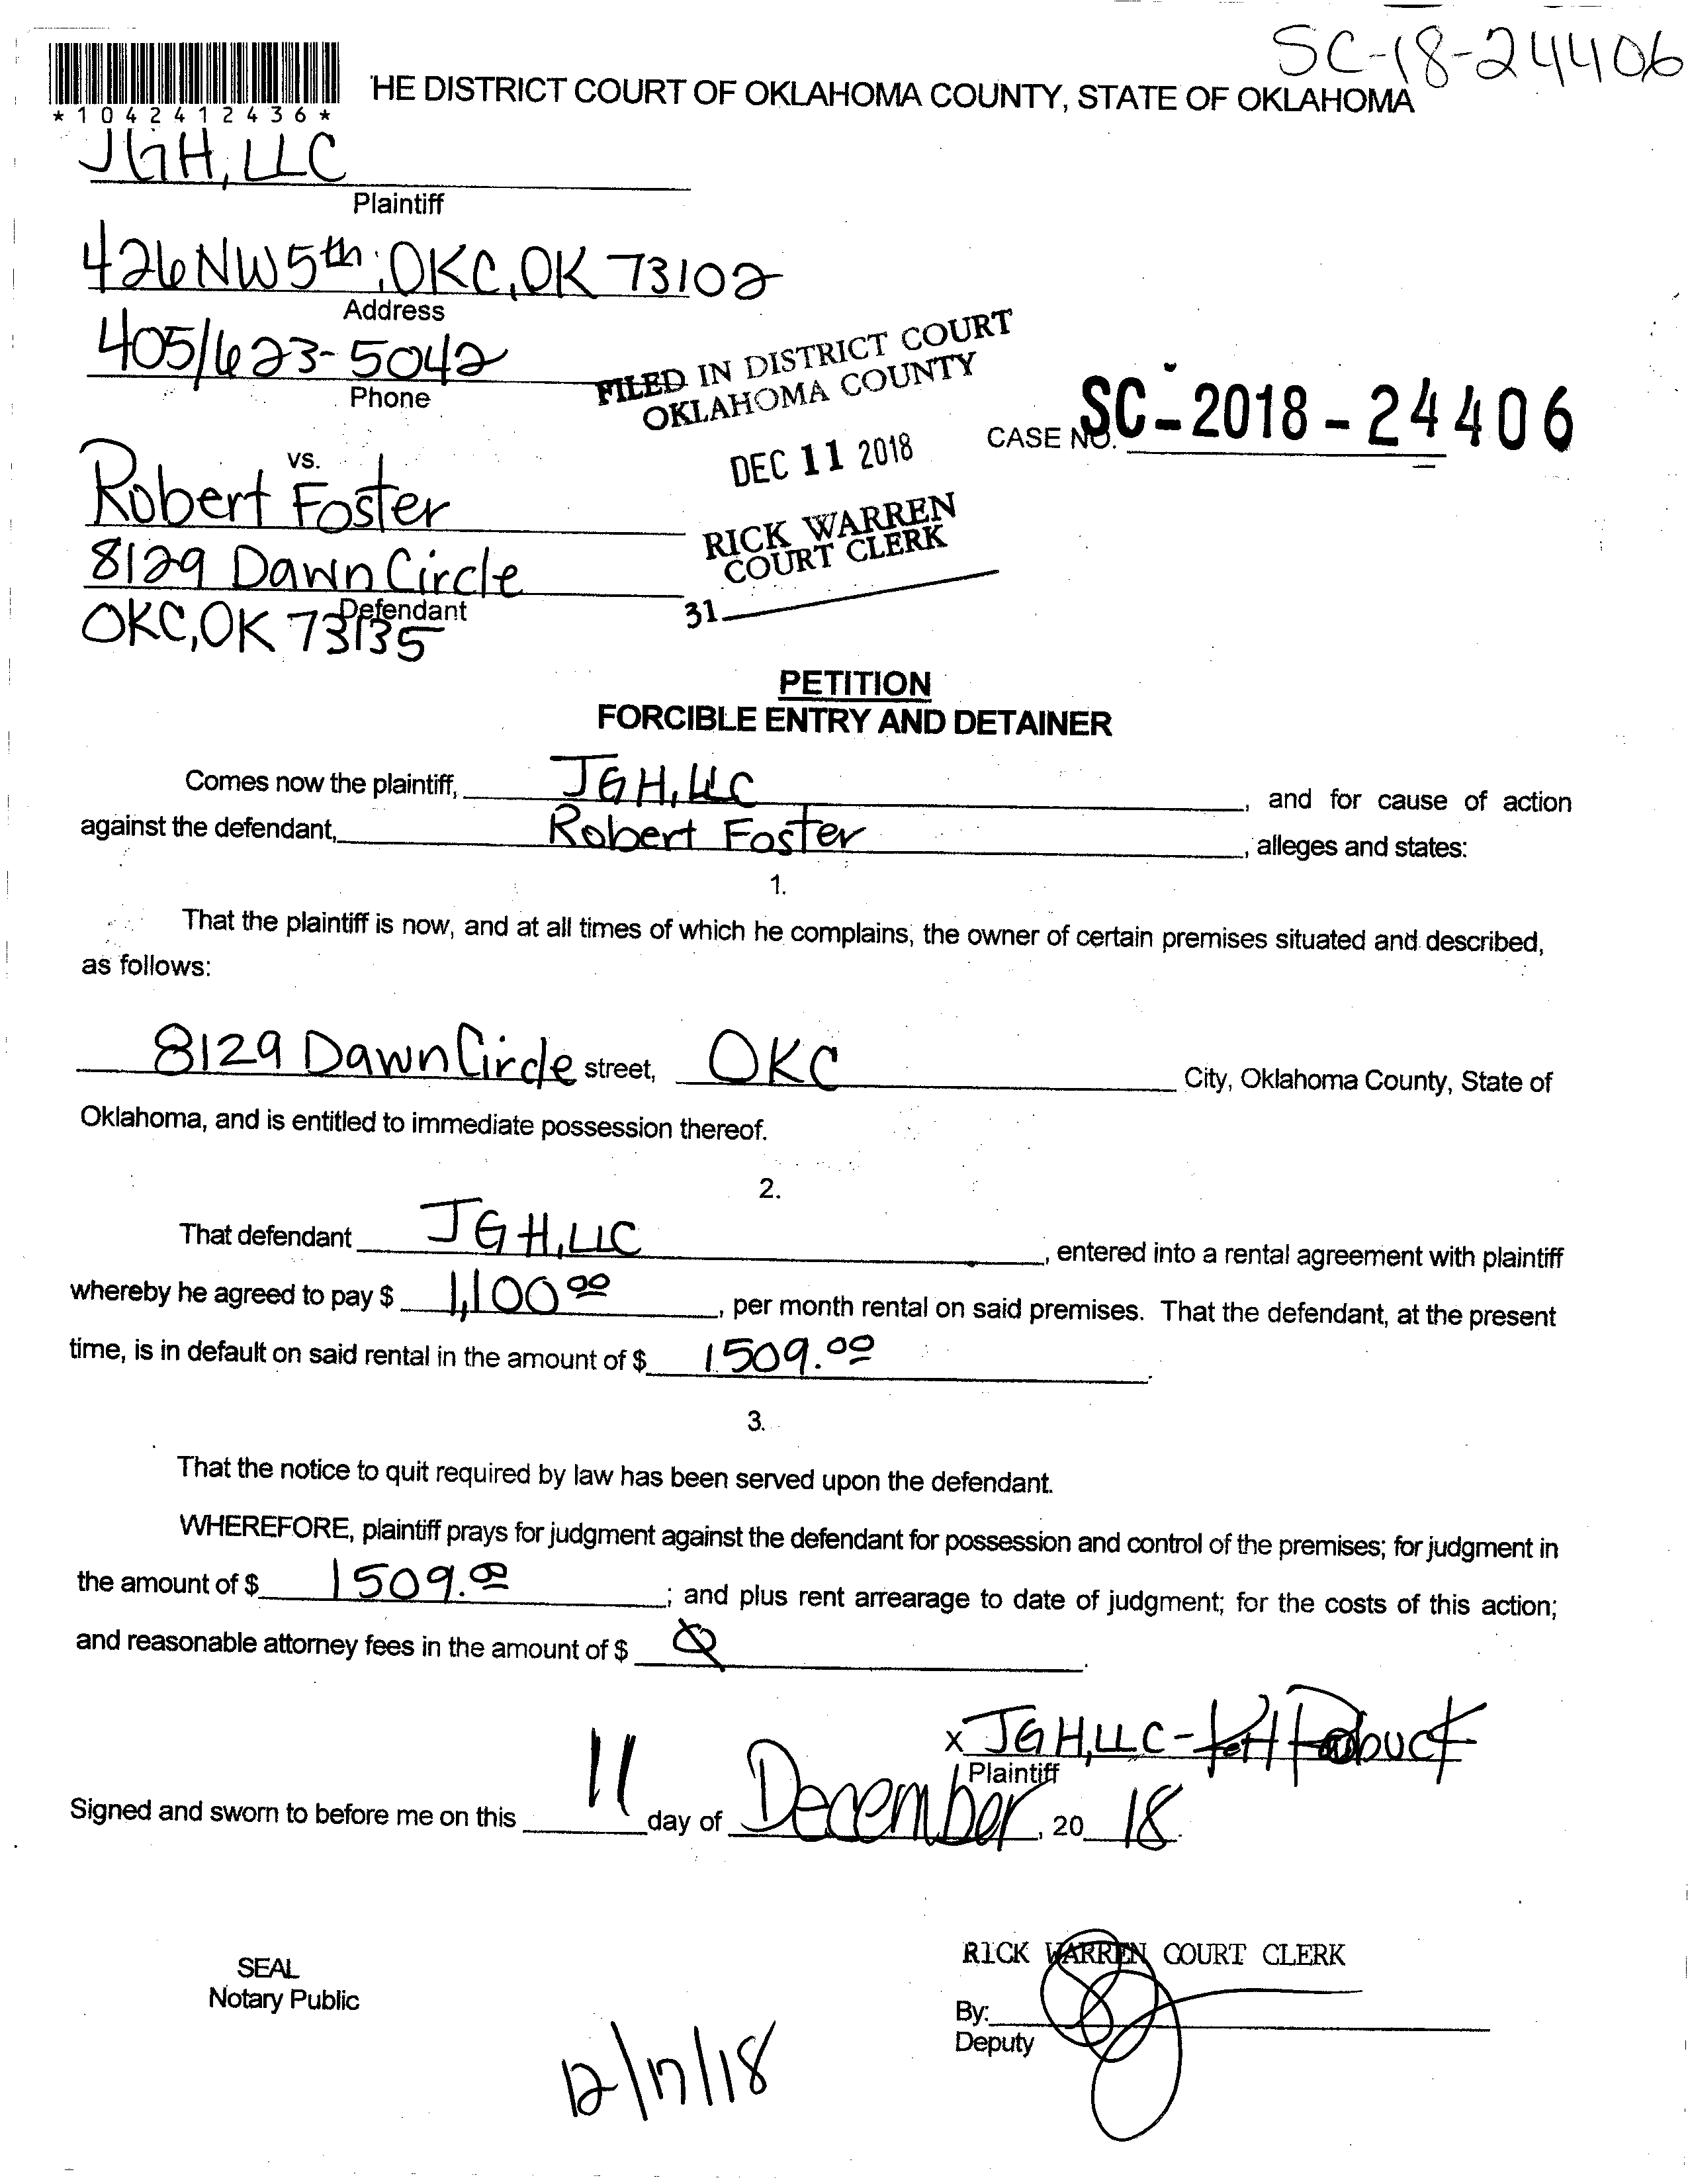 SC-18-24406
HE DISTRICT COURT OF OKLAHOMA COUNTY, STATE OF OKLAHOMA
* 1 0 4 2 4 1 2 4 3 6 *
JGH, LLC
Plaintiff
426 NW 5th; OKC, OK 73102
Address
405/623-5042
Phone
FILED IN DISTRICT COURT
OKLAHOMA COUNTY
DEC 11 2018
RICK WARREN
COURT CLERK
31
CASE NO. SC-2018-24406
vs.
Robert Foster
8129 Dawn Circle
Defendant
OKC, OK 73135
PETITION
FORCIBLE ENTRY AND DETAINER
Comes now the plaintiff, JGH, LLC, and for cause of action
against the defendant, Robert Foster, alleges and states:
1.
That the plaintiff is now, and at all times of which he complains, the owner of certain premises situated and described,
as follows:
8129 Dawn Circle street, OKC City, Oklahoma County, State of
Oklahoma, and is entitled to immediate possession thereof.
2.
That defendant JGH, LLC, entered into a rental agreement with plaintiff
whereby he agreed to pay $ 1,100 00, per month rental on said premises. That the defendant, at the present
time, is in default on said rental in the amount of $ 1509.00.
3.
That the notice to quit required by law has been served upon the defendant.
WHEREFORE, plaintiff prays for judgment against the defendant for possession and control of the premises; for judgment in
the amount of $ 1509.00; and plus rent arrearage to date of judgment; for the costs of this action;
and reasonable attorney fees in the amount of $ Ø.
x JGH, LLC-
Plaintiff
Signed and sworn to before me on this 11 day of December, 20 18.
SEAL
Notary Public
RICK WARREN COURT CLERK
By:
Deputy
12/17/18